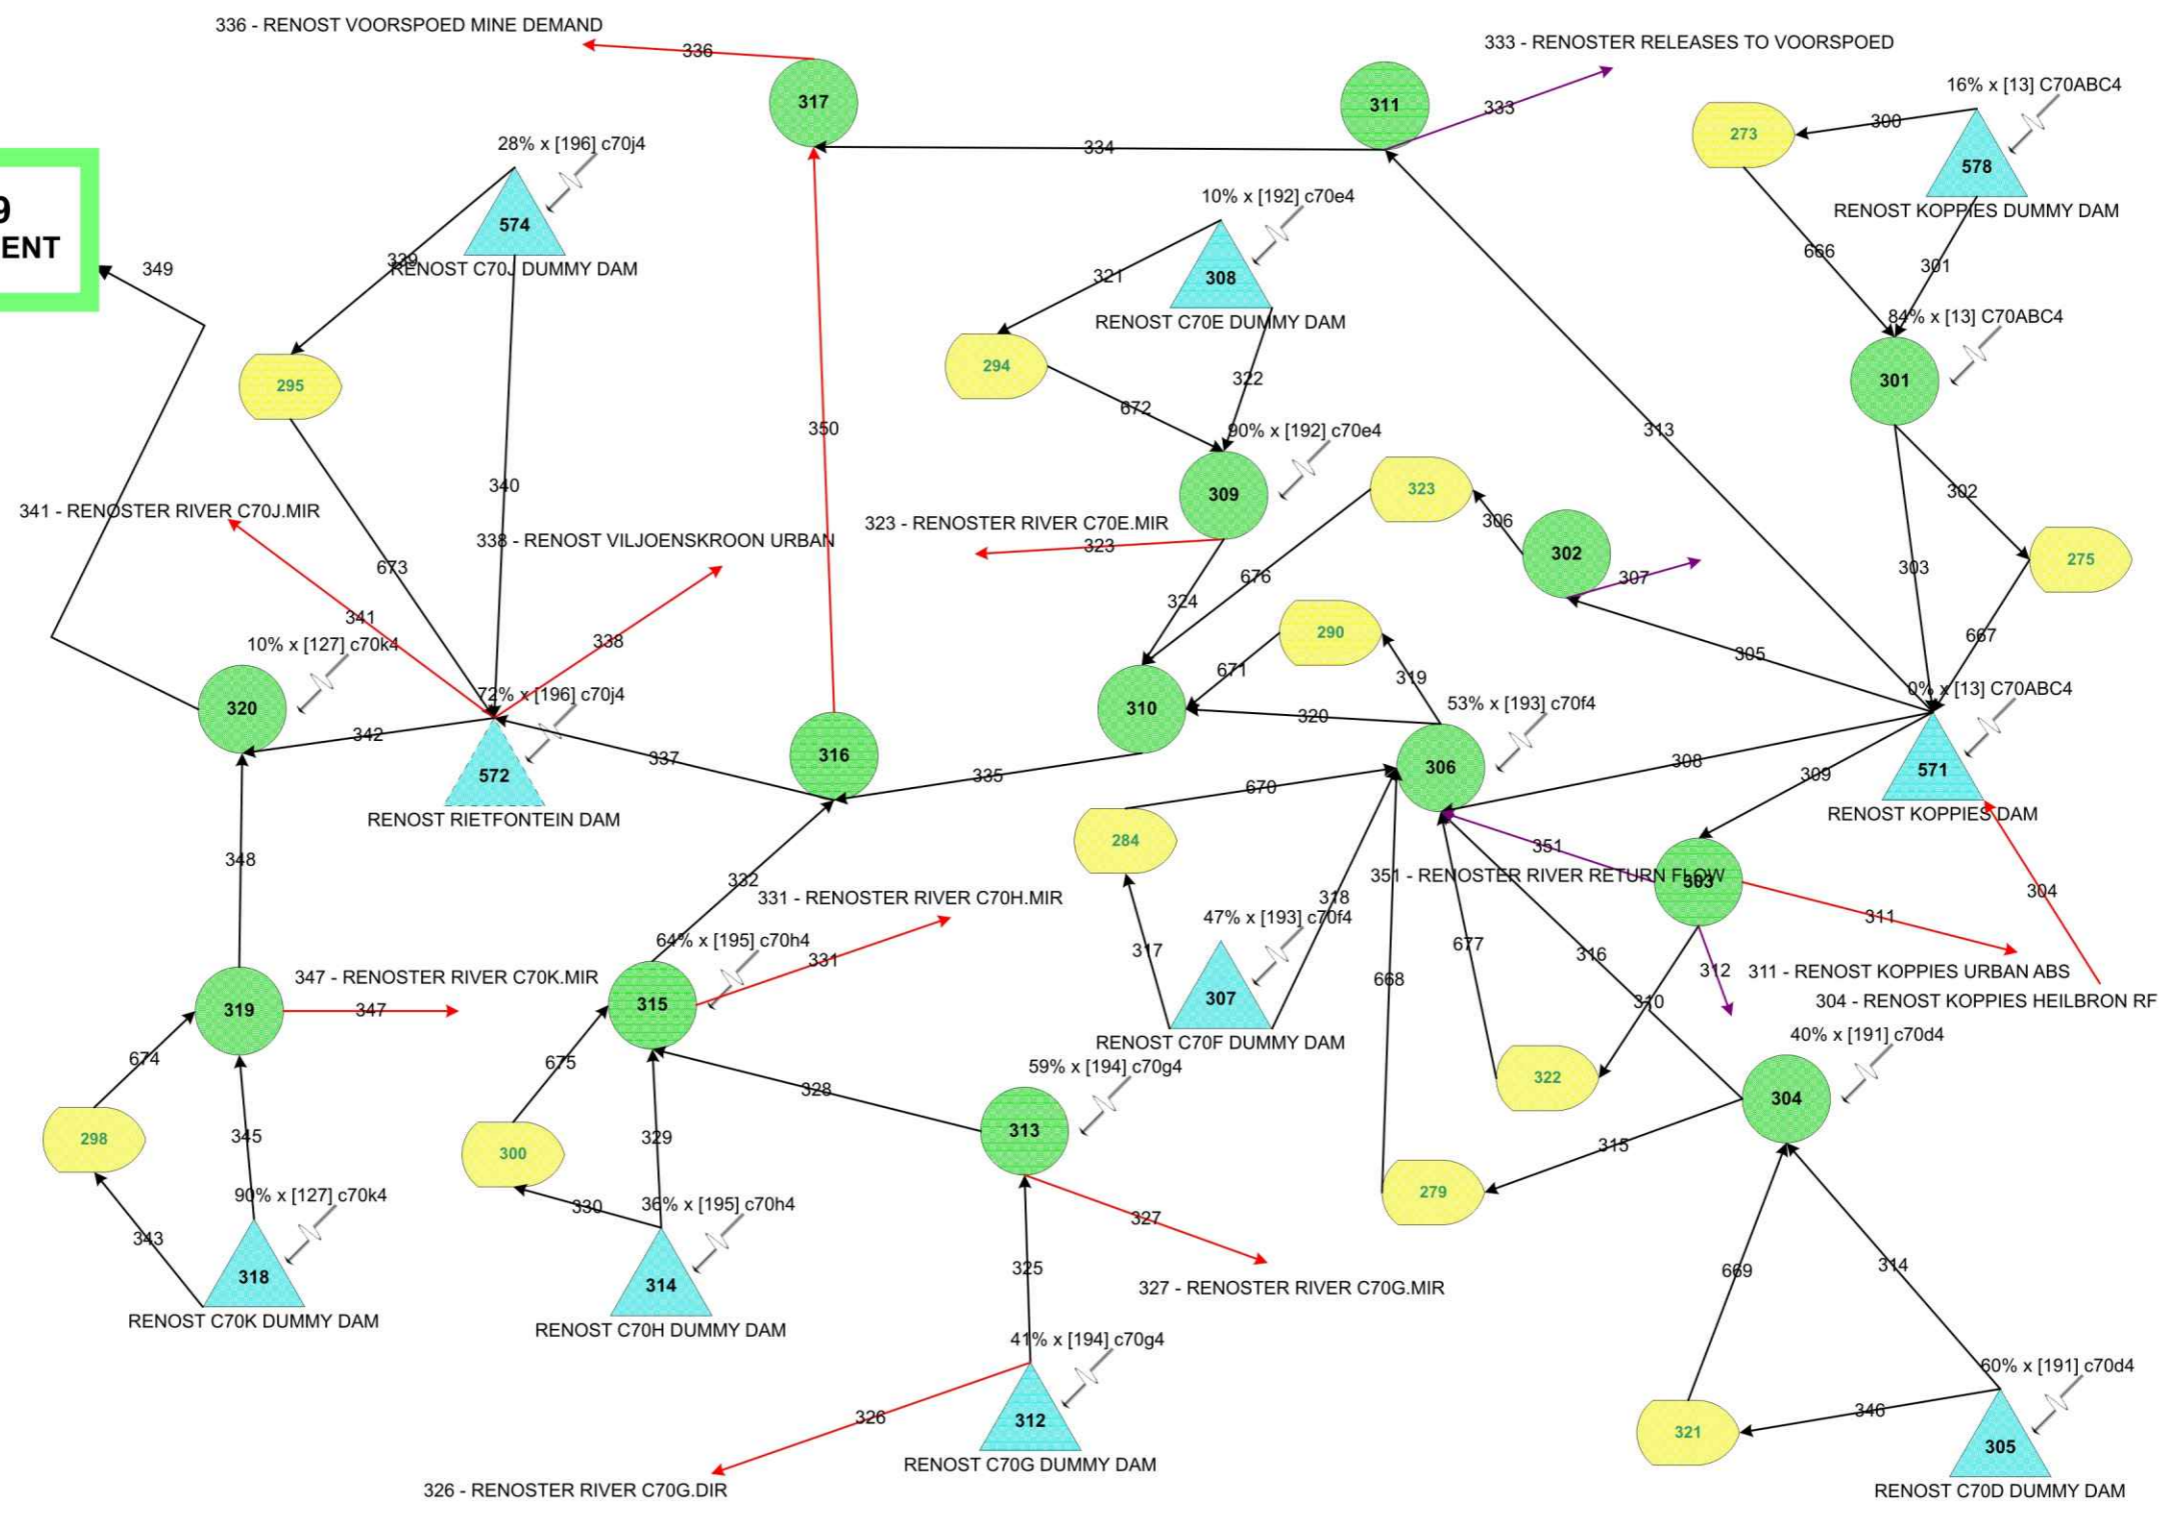 336 - RENOST VOORSPOED MINE DEMAND
336
317
311
333 - RENOSTER RELEASES TO VOORSPOED
333
334
16% x [13] C70ABC4
273
300
578
RENOST KOPPIES DUMMY DAM
666
301
84% x [13] C70ABC4
301
28% x [196] c70j4
574
RENOST C70J DUMMY DAM
339
9
ENT
349
295
10% x [192] c70e4
308
RENOST C70E DUMMY DAM
321
294
322
672
90% x [192] c70e4
309
350
313
340
341 - RENOSTER RIVER C70J.MIR
338 - RENOST VILJOENSKROON URBAN
323 - RENOSTER RIVER C70E.MIR
323
323
306
302
307
302
303
275
673
341
338
676
324
290
671
319
305
667
10% x [127] c70k4
320
342
72% x [196] c70j4
572
RENOST RIETFONTEIN DAM
337
316
335
310
320
53% x [193] c70f4
306
0% x [13] C70ABC4
571
RENOST KOPPIES DAM
308
309
670
284
351
351 - RENOSTER RIVER RETURN FLOW
303
304
311
311 - RENOST KOPPIES URBAN ABS
304 - RENOST KOPPIES HEILBRON RF
348
332
331 - RENOSTER RIVER C70H.MIR
331
64% x [195] c70h4
315
318
47% x [193] c70f4
317
307
RENOST C70F DUMMY DAM
668
677
316
310
312
347 - RENOSTER RIVER C70K.MIR
347
319
674
675
298
345
343
90% x [127] c70k4
318
RENOST C70K DUMMY DAM
300
330
329
36% x [195] c70h4
314
RENOST C70H DUMMY DAM
328
59% x [194] c70g4
313
327
327 - RENOSTER RIVER C70G.MIR
325
41% x [194] c70g4
312
RENOST C70G DUMMY DAM
326
326 - RENOSTER RIVER C70G.DIR
322
40% x [191] c70d4
304
315
279
669
314
60% x [191] c70d4
346
321
305
RENOST C70D DUMMY DAM